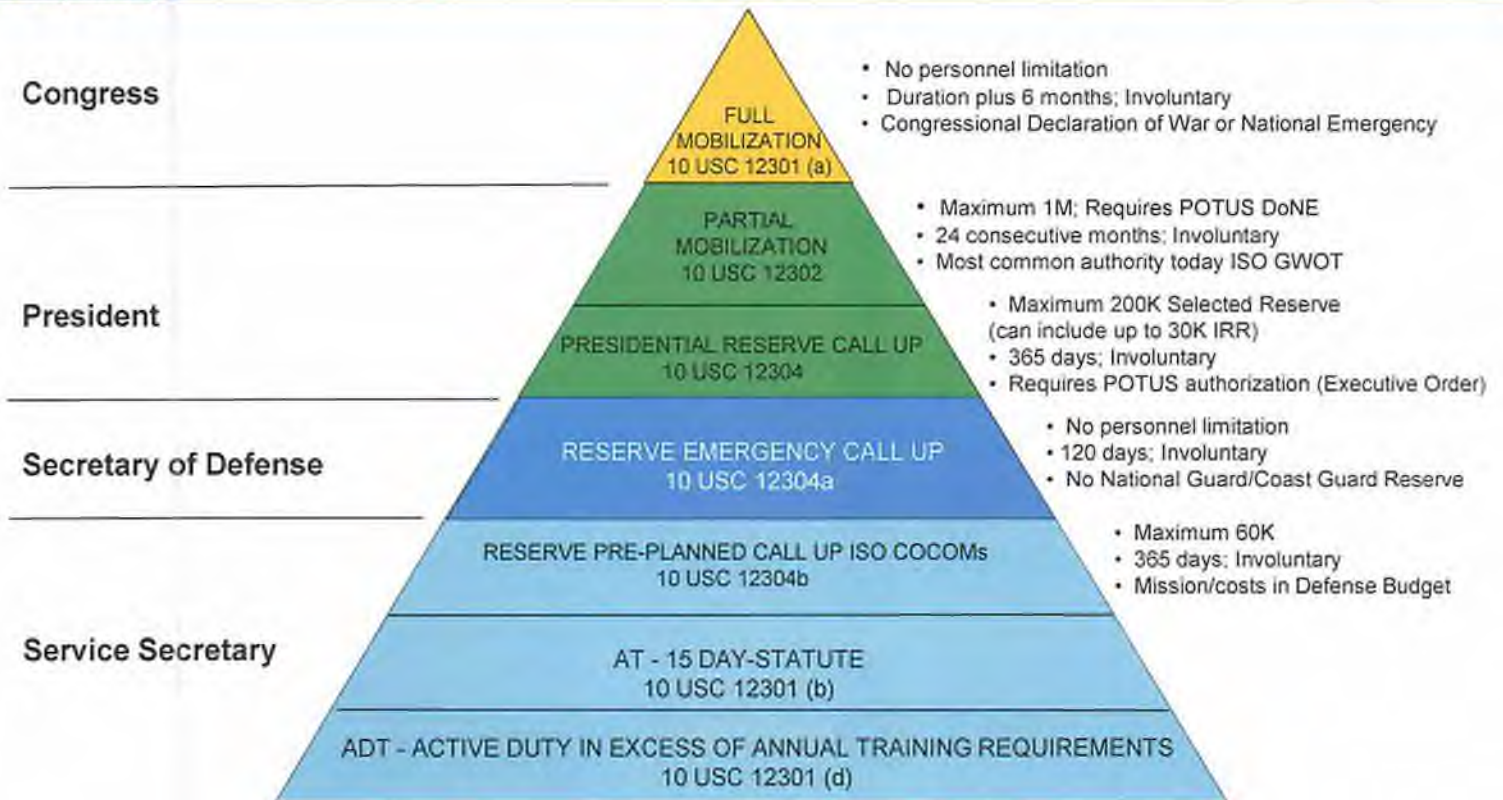 Congress
FULL
MOBILIZATION
10 USC 12301 (a)
• No personnel limitation
• Duration plus 6 months; Involuntary
• Congressional Declaration of War or National Emergency
President
PARTIAL
MOBILIZATION
10 USC 12302
• Maximum 1M; Requires POTUS DoNE
• 24 consecutive months; Involuntary
• Most common authority today ISO GWOT
PRESIDENTIAL RESERVE CALL UP
10 USC 12304
• Maximum 200K Selected Reserve
(can include up to 30K IRR)
• 365 days; Involuntary
• Requires POTUS authorization (Executive Order)
Secretary of Defense
RESERVE EMERGENCY CALL UP
10 USC 12304a
• No personnel limitation
• 120 days; Involuntary
• No National Guard/Coast Guard Reserve
Service Secretary
RESERVE PRE-PLANNED CALL UP ISO COCOMs
10 USC 12304b
• Maximum 60K
• 365 days; Involuntary
• Mission/costs in Defense Budget
AT - 15 DAY-STATUTE
10 USC 12301 (b)
ADT - ACTIVE DUTY IN EXCESS OF ANNUAL TRAINING REQUIREMENTS
10 USC 12301 (d)